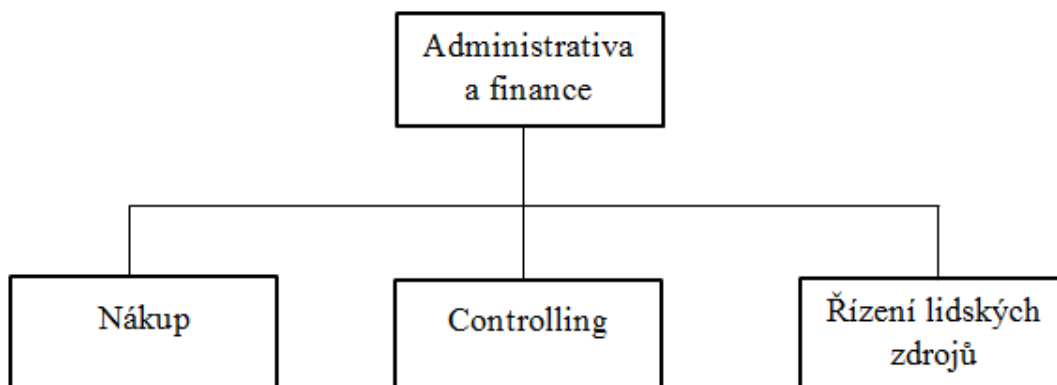 Administrativa
a finance
Nákup
Controlling
Řízení lidských
zdrojů